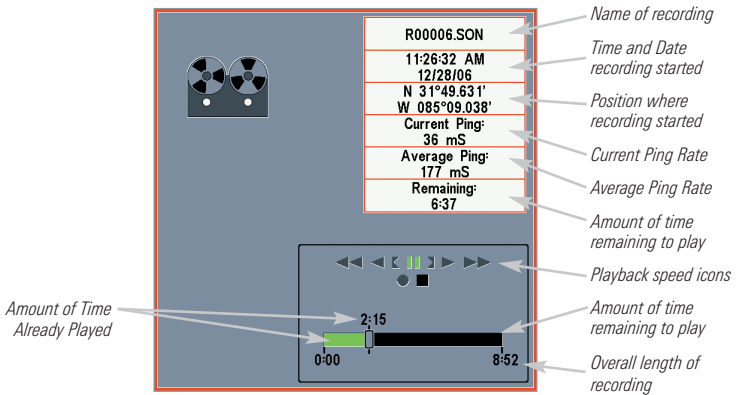 R00006.SON
11:26:32 AM
12/28/06
N 31°49.631'
W 085°09.038'
Current Ping:
36 mS
Average Ping:
177 mS
Remaining:
6:37
Name of recording
Time and Date
recording started
Position where
recording started
Current Ping Rate
Average Ping Rate
Amount of time
remaining to play
Playback speed icons
Amount of time
remaining to play
Overall length of
recording
Amount of Time
Already Played
2:15
0:00
8:52